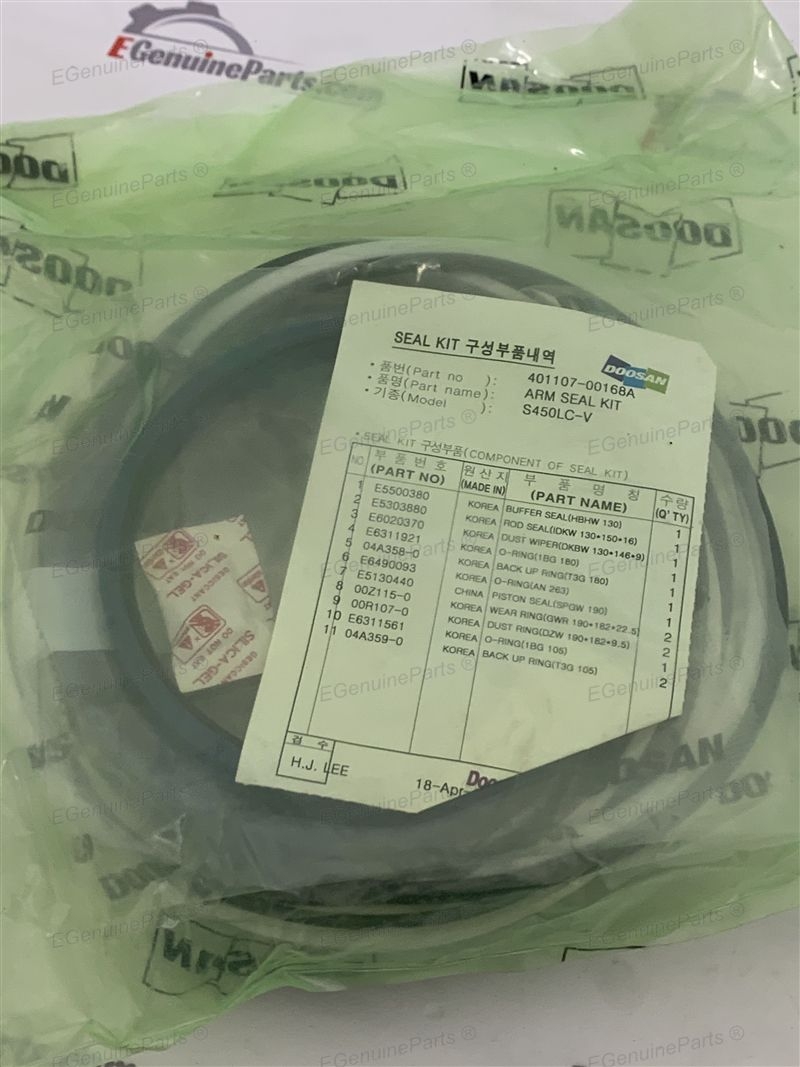 EGenuineParts.com
EGenuineParts ®
DOOSAN
SEAL KIT 구성부품내역
DOOSAN
• 품번(Part no ): 401107-00168A
• 품명(Part name): ARM SEAL KIT
• 기종(Model ): S450LC-V
• SEAL KIT 구성부품(COMPONENT OF SEAL KIT)
NO 부품번호 (PART NO) 원산지 (MADE IN) 부품명칭 (PART NAME) 수량 (Q' TY)
1 E5500380 KOREA BUFFER SEAL(HBHW 130) 1
2 E5303880 KOREA ROD SEAL(IDKW 130*150*16) 1
3 E6020370 KOREA DUST WIPER(DKBW 130*146*9) 1
4 E6311921 KOREA O-RING(1BG 180) 1
5 04A358-0 KOREA BACK UP RING(T3G 180) 1
6 E6490093 KOREA O-RING(AN 263) 1
7 E5130440 CHINA PISTON SEAL(SPGW 190) 1
8 00Z115-0 KOREA WEAR RING(GWR 190*182*22.5) 2
9 00R107-0 KOREA DUST RING(DZW 190*182*9.5) 2
10 E6311561 KOREA O-RING(1BG 105) 1
11 04A359-0 KOREA BACK UP RING(T3G 105) 2
검 수
H.J. LEE
18-Apr-
SILICA-GEL
DESICCANT
DO NOT EAT